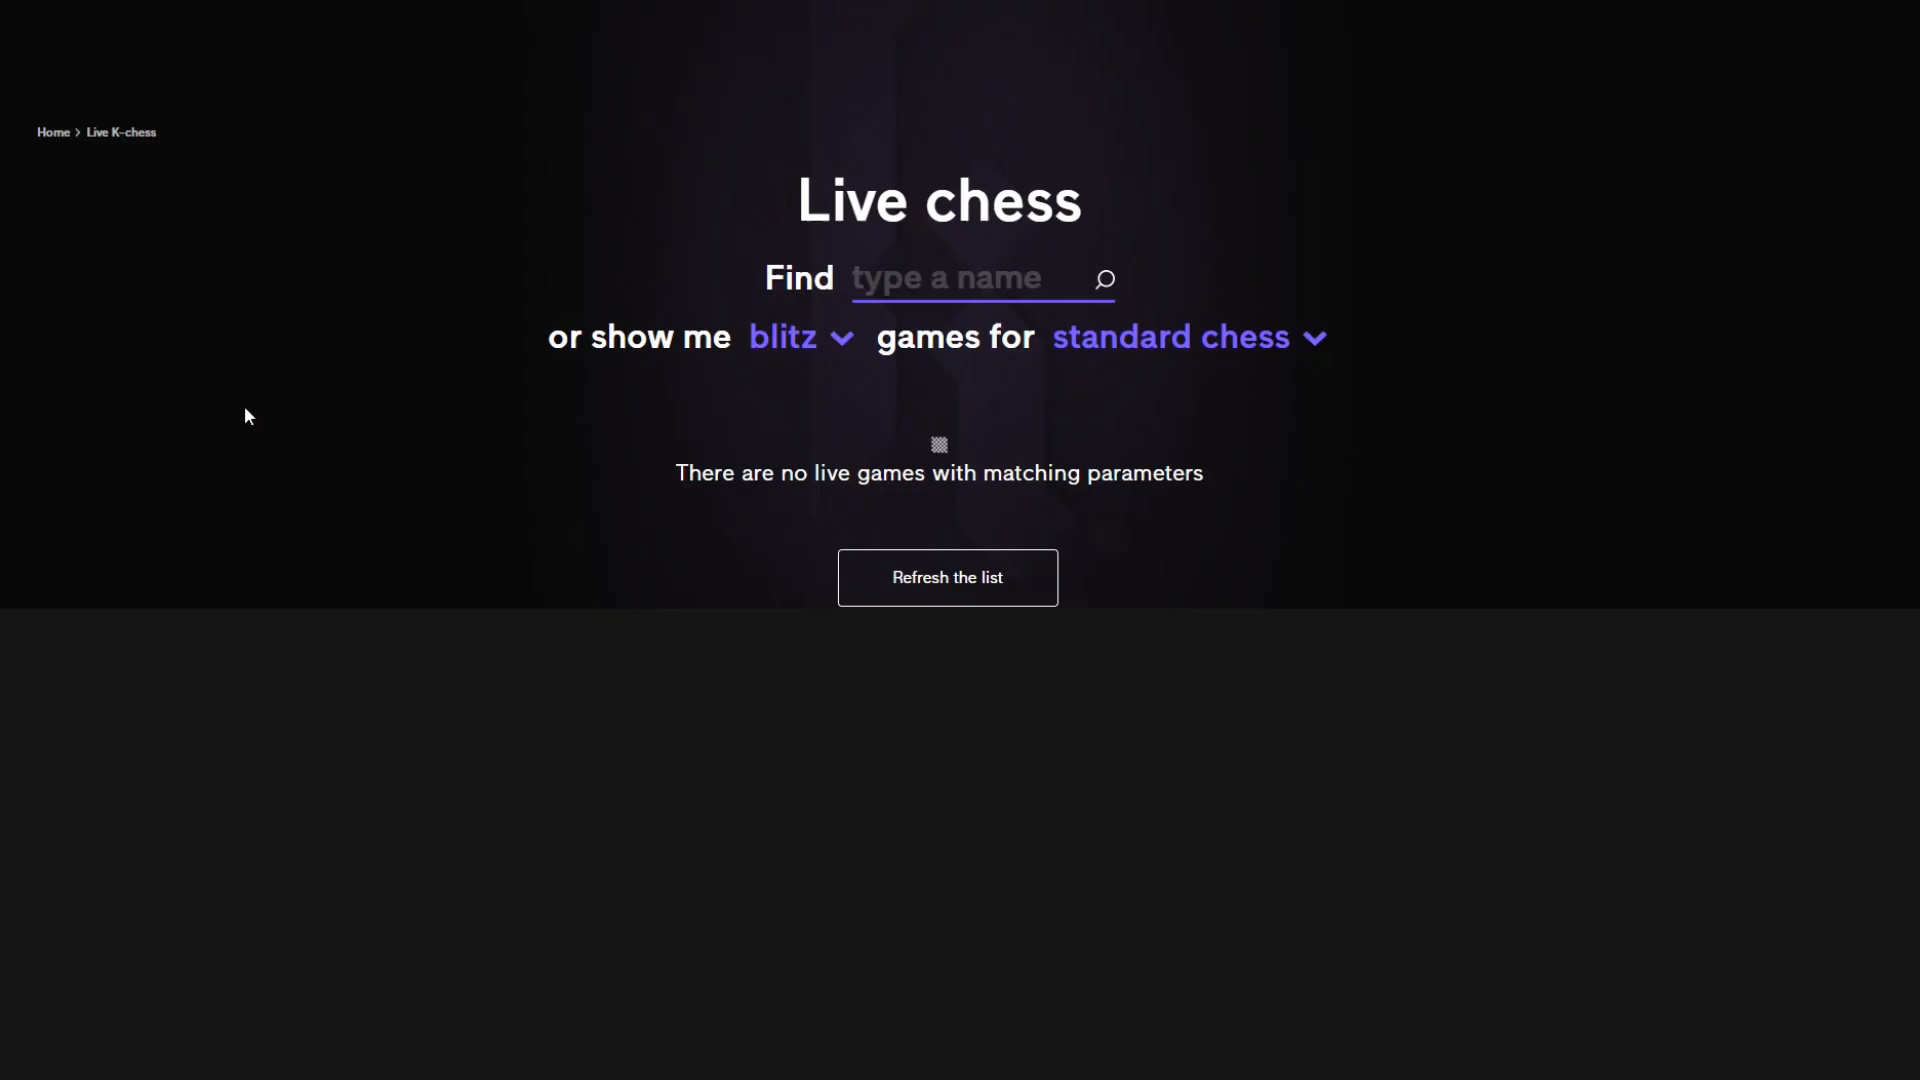 Home > Live K-chess
Live chess
Find type a name
or show me blitz games for standard chess
There are no live games with matching parameters
Refresh the list